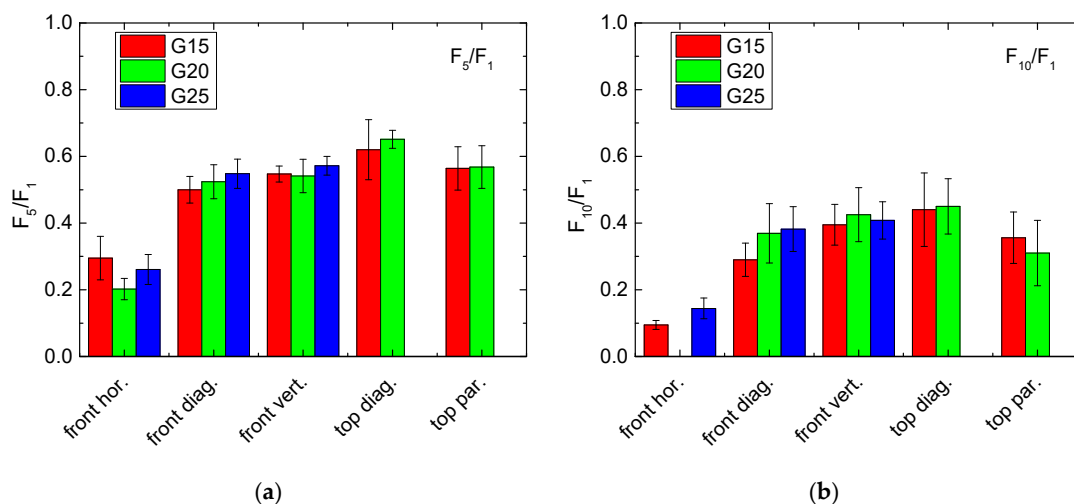 1.0
0.8
0.6
0.4
0.2
0.0
F₅/F₁
G15
G20
G25
F₅/F₁
front hor.
front diag.
front vert.
top diag.
top par.
(a)
1.0
0.8
0.6
0.4
0.2
0.0
F₁₀/F₁
G15
G20
G25
F₁₀/F₁
front hor.
front diag.
front vert.
top diag.
top par.
(b)